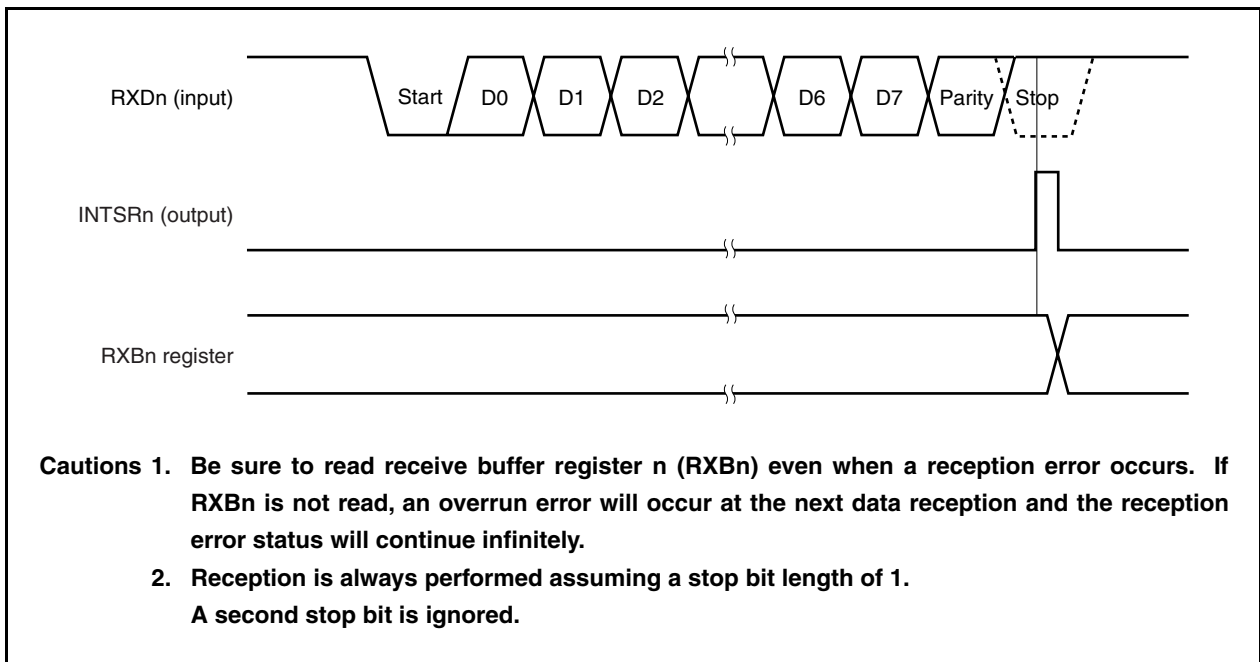 RXDn (input) Start D0 D1 D2 D6 D7 Parity Stop
INTSRn (output)
RXBn register
Cautions 1. Be sure to read receive buffer register n (RXBn) even when a reception error occurs. If
RXBn is not read, an overrun error will occur at the next data reception and the reception
error status will continue infinitely.
2. Reception is always performed assuming a stop bit length of 1.
A second stop bit is ignored.